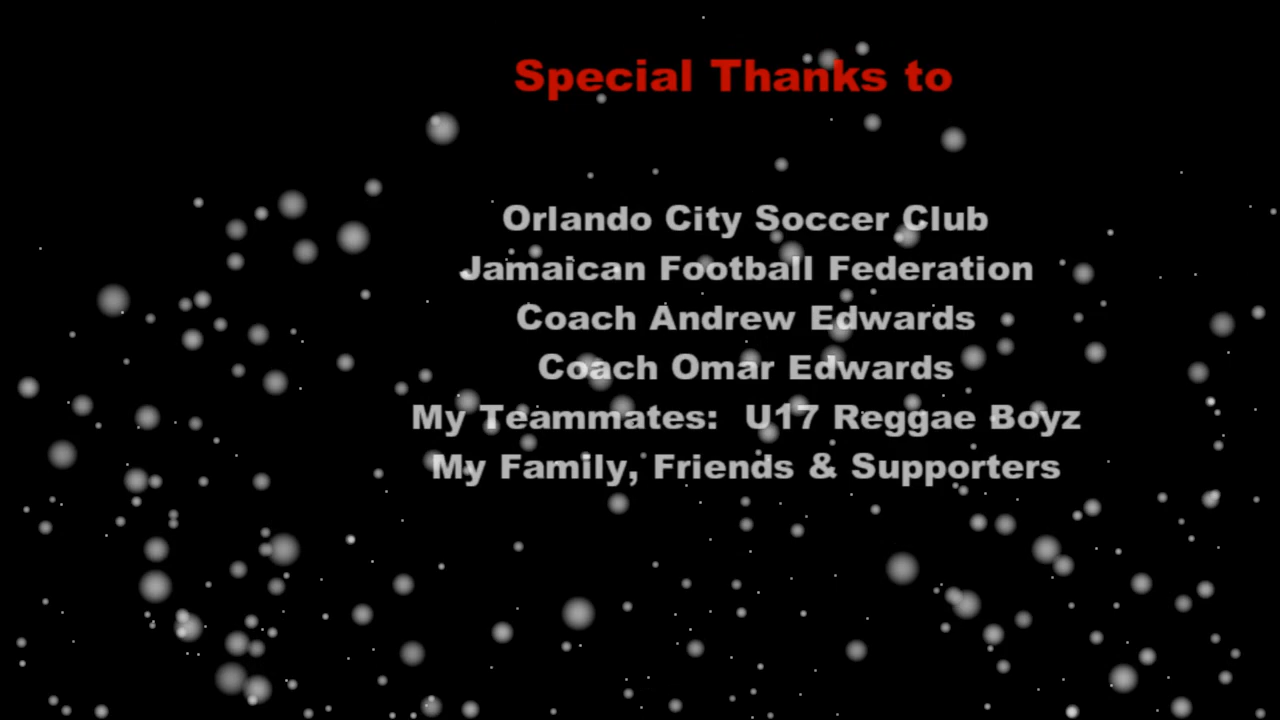 Special Thanks to
Orlando City Soccer Club
Jamaican Football Federation
Coach Andrew Edwards
Coach Omar Edwards
My Teammates:  U17 Reggae Boyz
My Family, Friends & Supporters